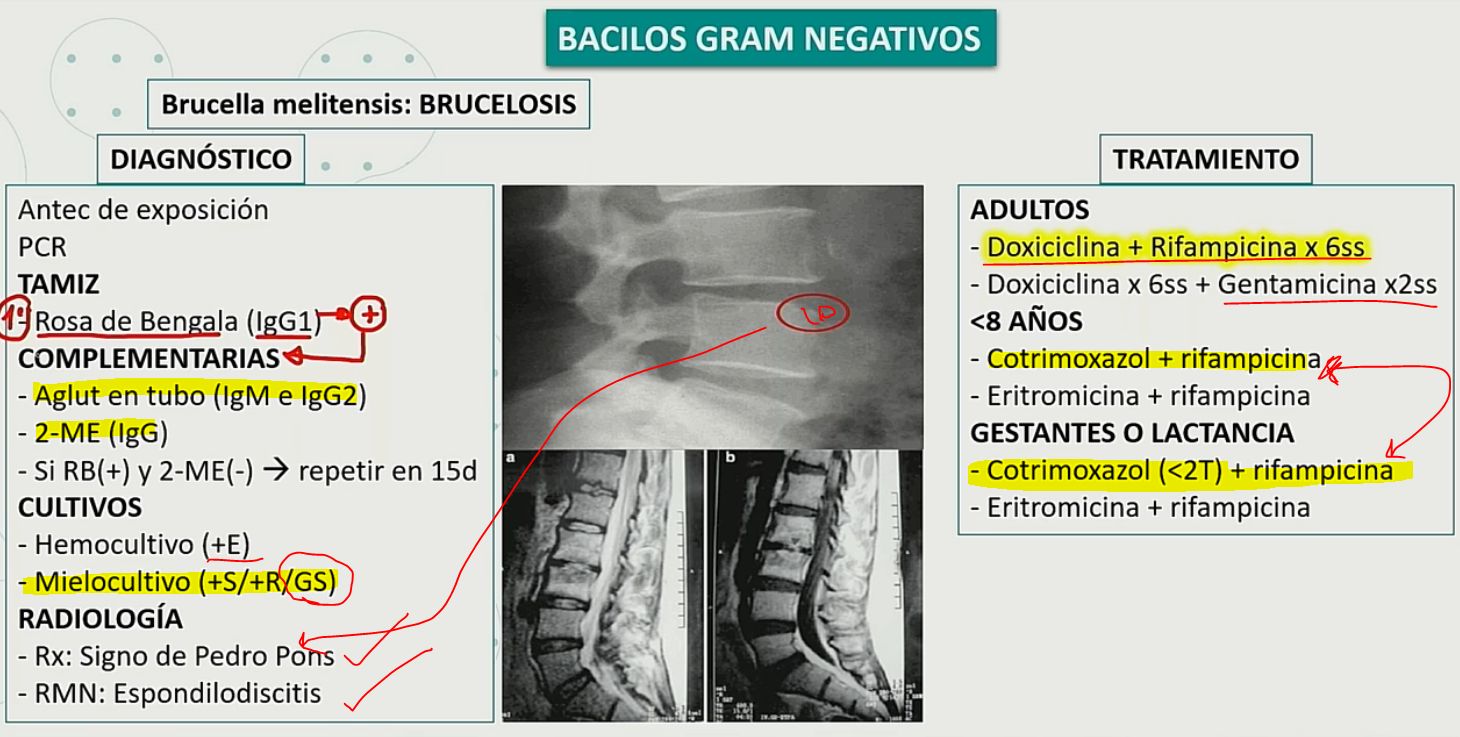 BACILOS GRAM NEGATIVOS
Brucella melitensis: BRUCELOSIS
DIAGNÓSTICO
Antec de exposición
PCR
TAMIZ
1º
- Rosa de Bengala (IgG1) +
COMPLEMENTARIAS
- Aglut en tubo (IgM e IgG2)
- 2-ME (IgG)
- Si RB(+) y 2-ME(-) → repetir en 15d
CULTIVOS
- Hemocultivo (+E)
- Mielocultivo (+S/+R/GS)
RADIOLOGÍA
- Rx: Signo de Pedro Pons
- RMN: Espondilodiscitis
a
b
TRATAMIENTO
ADULTOS
- Doxiciclina + Rifampicina x 6ss
- Doxiciclina x 6ss + Gentamicina x2ss
<8 AÑOS
- Cotrimoxazol + rifampicina
- Eritromicina + rifampicina
GESTANTES O LACTANCIA
- Cotrimoxazol (<2T) + rifampicina
- Eritromicina + rifampicina